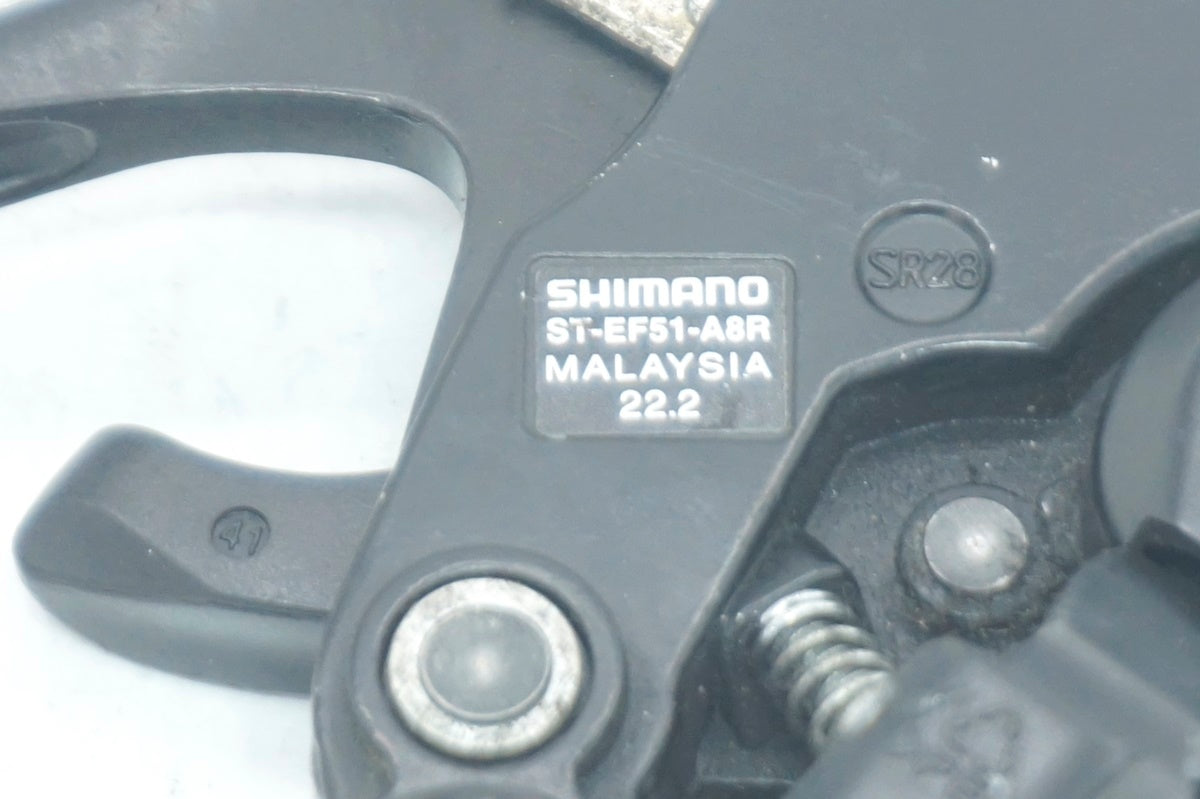 SHIMANO
ST-EF51-A8R
MALAYSIA
22.2
SR28
41